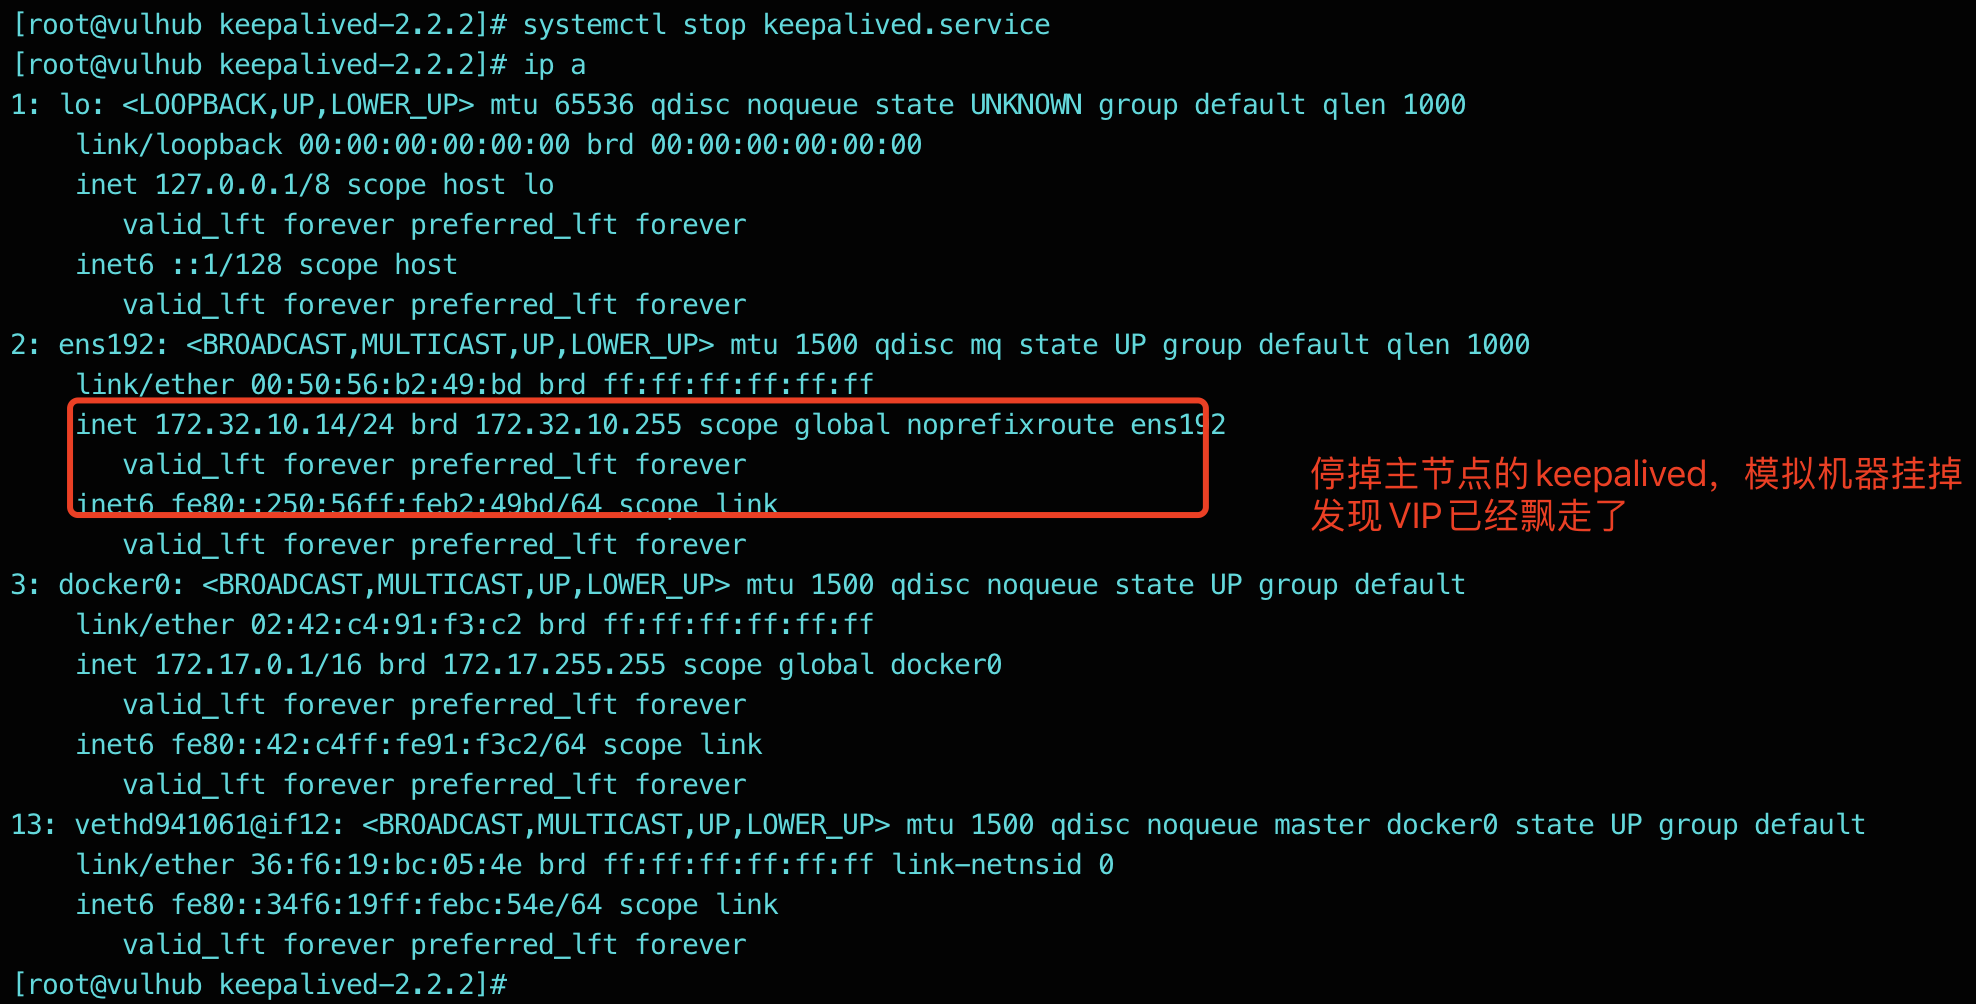 [root@vulhub keepalived-2.2.2]# systemctl stop keepalived.service
[root@vulhub keepalived-2.2.2]# ip a
1: lo: <LOOPBACK,UP,LOWER_UP> mtu 65536 qdisc noqueue state UNKNOWN group default qlen 1000
    link/loopback 00:00:00:00:00:00 brd 00:00:00:00:00:00
    inet 127.0.0.1/8 scope host lo
       valid_lft forever preferred_lft forever
    inet6 ::1/128 scope host
       valid_lft forever preferred_lft forever
2: ens192: <BROADCAST,MULTICAST,UP,LOWER_UP> mtu 1500 qdisc mq state UP group default qlen 1000
    link/ether 00:50:56:b2:49:bd brd ff:ff:ff:ff:ff:ff
    inet 172.32.10.14/24 brd 172.32.10.255 scope global noprefixroute ens192
       valid_lft forever preferred_lft forever
    inet6 fe80::250:56ff:feb2:49bd/64 scope link
       valid_lft forever preferred_lft forever
停掉主节点的keepalived，模拟机器挂掉
发现VIP已经飘走了
3: docker0: <BROADCAST,MULTICAST,UP,LOWER_UP> mtu 1500 qdisc noqueue state UP group default
    link/ether 02:42:c4:91:f3:c2 brd ff:ff:ff:ff:ff:ff
    inet 172.17.0.1/16 brd 172.17.255.255 scope global docker0
       valid_lft forever preferred_lft forever
    inet6 fe80::42:c4ff:fe91:f3c2/64 scope link
       valid_lft forever preferred_lft forever
13: vethd941061@if12: <BROADCAST,MULTICAST,UP,LOWER_UP> mtu 1500 qdisc noqueue master docker0 state UP group default
    link/ether 36:f6:19:bc:05:4e brd ff:ff:ff:ff:ff:ff link-netnsid 0
    inet6 fe80::34f6:19ff:febc:54e/64 scope link
       valid_lft forever preferred_lft forever
[root@vulhub keepalived-2.2.2]#